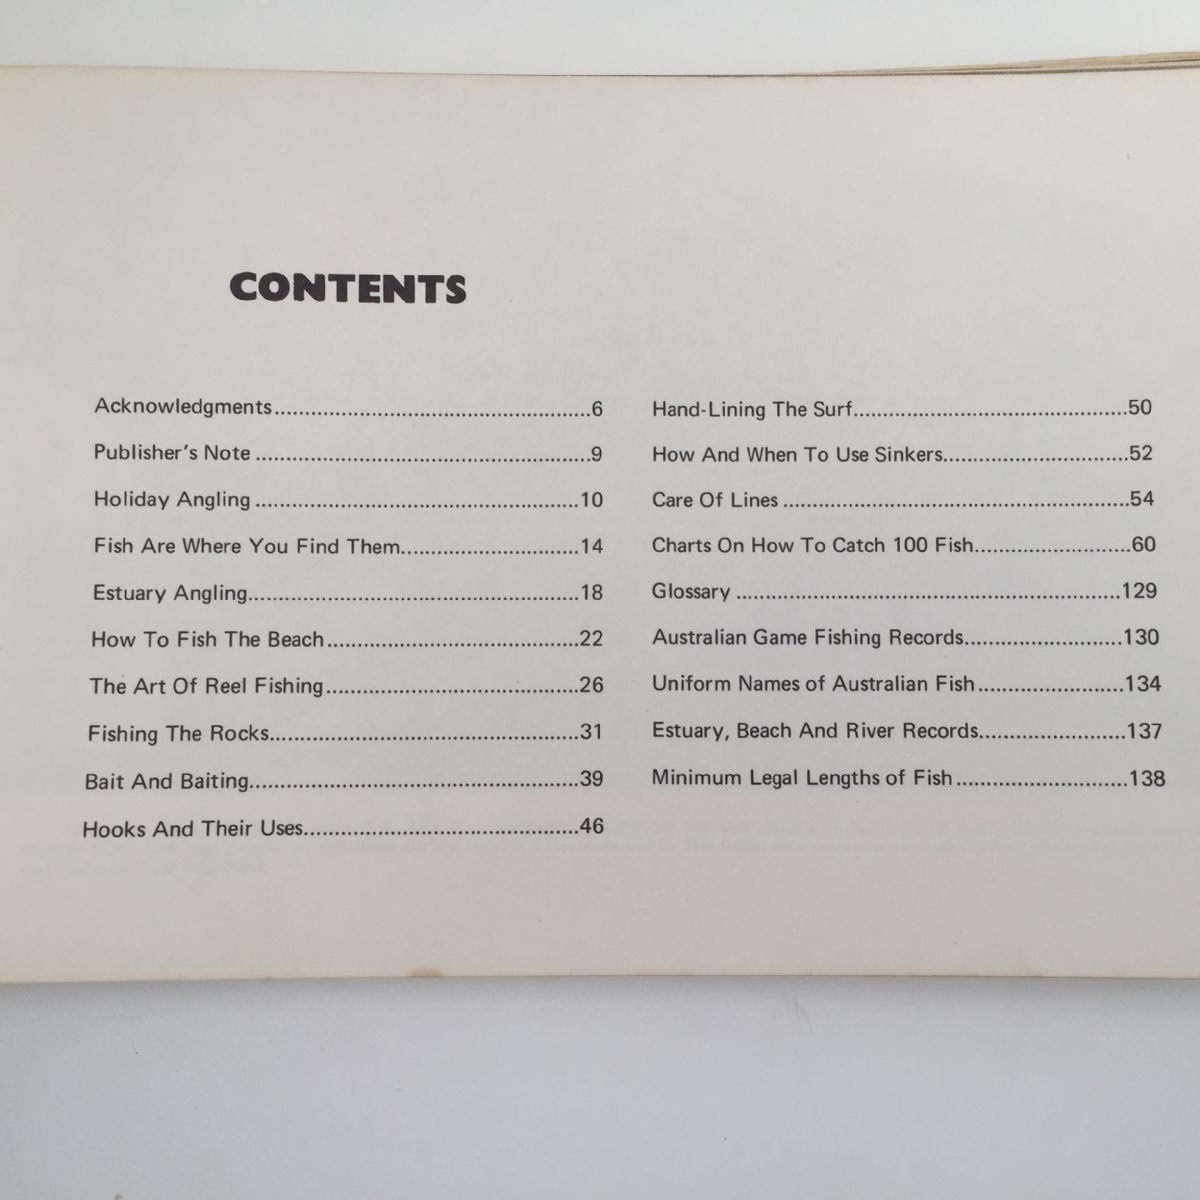 CONTENTS
Acknowledgments....................................................6
Publisher's Note .......................................................9
Holiday Angling .....................................................10
Fish Are Where You Find Them.............................14
Estuary Angling......................................................18
How To Fish The Beach.........................................22
The Art Of Reel Fishing.........................................26
Fishing The Rocks..................................................31
Bait And Baiting.....................................................39
Hooks And Their Uses............................................46
Hand-Lining The Surf............................................50
How And When To Use Sinkers..............................52
Care Of Lines ........................................................54
Charts On How To Catch 100 Fish.........................60
Glossary ..............................................................129
Australian Game Fishing Records.........................130
Uniform Names of Australian Fish.......................134
Estuary, Beach And River Records.......................137
Minimum Legal Lengths of Fish ...........................138